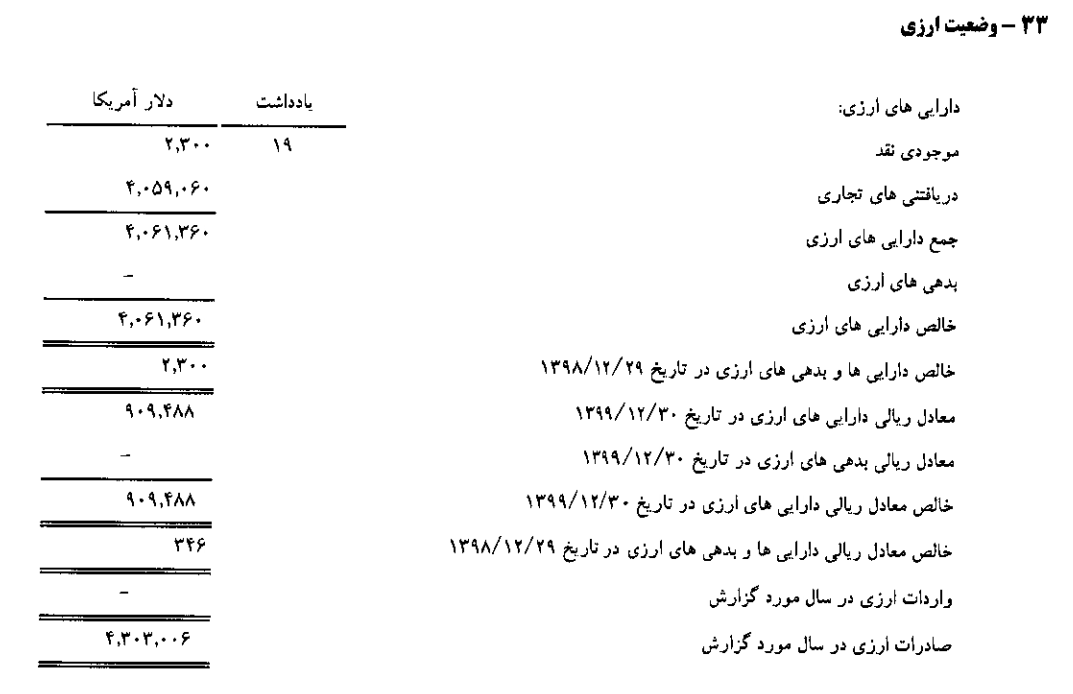 ۳۳ – وضعیت ارزی
دارایی های ارزی: یادداشت دلار آمریکا
موجودی نقد ۱۹ ۲,۳۰۰
دریافتنی های تجاری ۴,۰۵۹,۰۶۰
جمع دارایی های ارزی ۴,۰۶۱,۳۶۰
بدهی های ارزی –
خالص دارایی های ارزی ۴,۰۶۱,۳۶۰
خالص دارایی ها و بدهی های ارزی در تاریخ ۱۳۹۸/۱۲/۲۹ ۲,۳۰۰
معادل ریالی دارایی های ارزی در تاریخ ۱۳۹۹/۱۲/۳۰ ۹۰۹,۴۸۸
معادل ریالی بدهی های ارزی در تاریخ ۱۳۹۹/۱۲/۳۰ –
خالص معادل ریالی دارایی های ارزی در تاریخ ۱۳۹۹/۱۲/۳۰ ۹۰۹,۴۸۸
خالص معادل ریالی دارایی ها و بدهی های ارزی در تاریخ ۱۳۹۸/۱۲/۲۹ ۳۴۶
واردات ارزی در سال مورد گزارش –
صادرات ارزی در سال مورد گزارش ۴,۳۰۳,۰۰۶